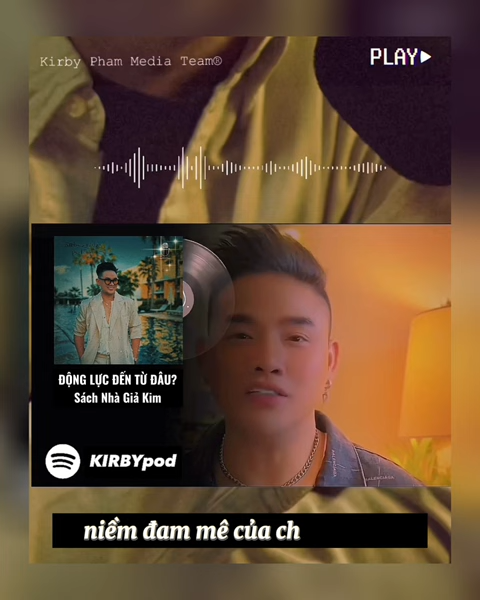 Kirby Pham Media Team®
PLAY
ĐỘNG LỰC ĐẾN TỪ ĐÂU?
Sách Nhà Giả Kim
KIRBYpod
niềm đam mê của ch